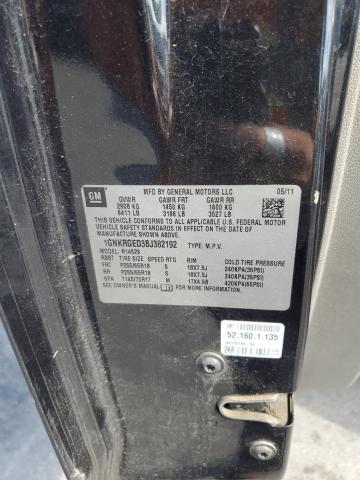 GM
MFD BY GENERAL MOTORS LLC 05/11
GVWR GAWR FRT GAWR RR
2908 KG 1450 KG 1600 KG
6411 LB 3196 LB 3527 LB
THIS VEHICLE CONFORMS TO ALL APPLICABLE U.S. FEDERAL MOTOR
VEHICLE SAFETY STANDARDS IN EFFECT ON THE DATE OF
MANUFACTURE SHOWN ABOVE.
1GNKRGED3BJ382192 TYPE: M.P.V.
MODEL: R14526
TIRE SIZE SPEED RTG RIM COLD TIRE PRESSURE
FRT P255/65R18 S 18X7.5J 240KPA(35PSI)
RR P255/65R18 S 18X7.5J 240KPA(35PSI)
SP T145/70R17 M 17X4.5B 420KPA(60PSI)
SEE OWNER'S MANUAL FOR ADDITIONAL INFORMATION
52.160.1.135